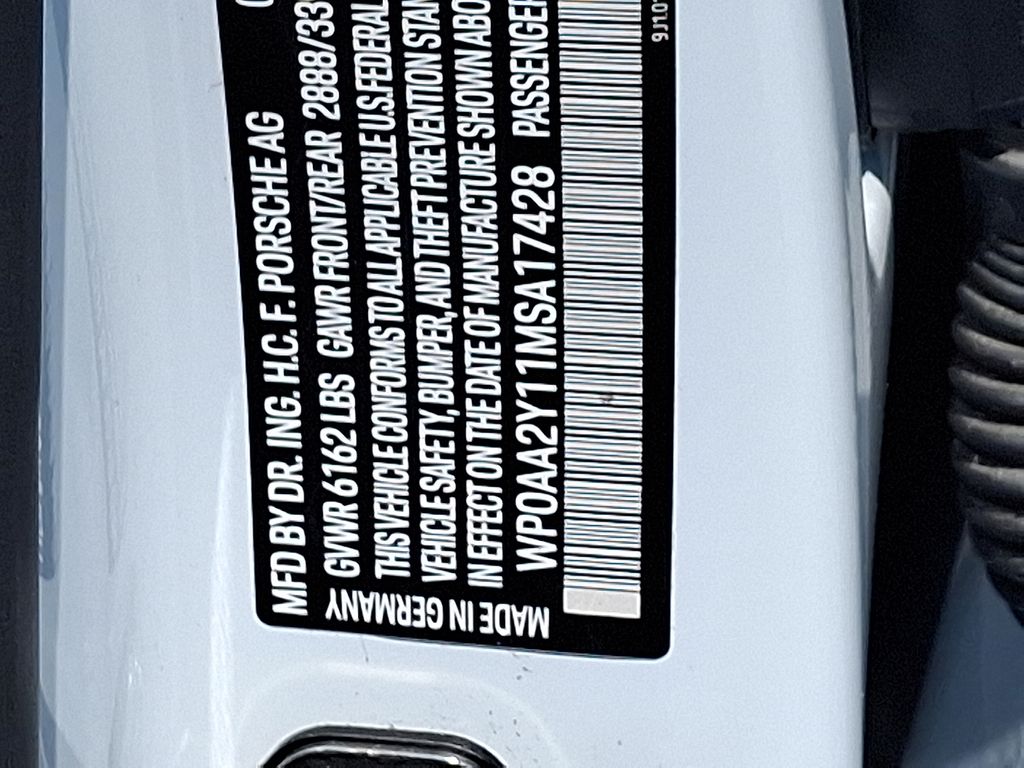 MFD BY DR. ING. H.C. F. PORSCHE AG
GVWR 6162 LBS GAWR FRONT/REAR 2888/33
THIS VEHICLE CONFORMS TO ALL APPLICABLE U.S. FEDERAL
VEHICLE SAFETY, BUMPER, AND THEFT PREVENTION STAN
IN EFFECT ON THE DATE OF MANUFACTURE SHOWN ABO
WP0AA2Y11MSA17428 PASSENGER
MADE IN GERMANY
9J1.01